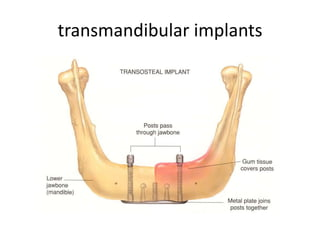 transmandibular implants
TRANSOSTEAL IMPLANT
Posts pass
through jawbone
Gum tissue
covers posts
Lower
jawbone
(mandible)
Metal plate joins
posts together